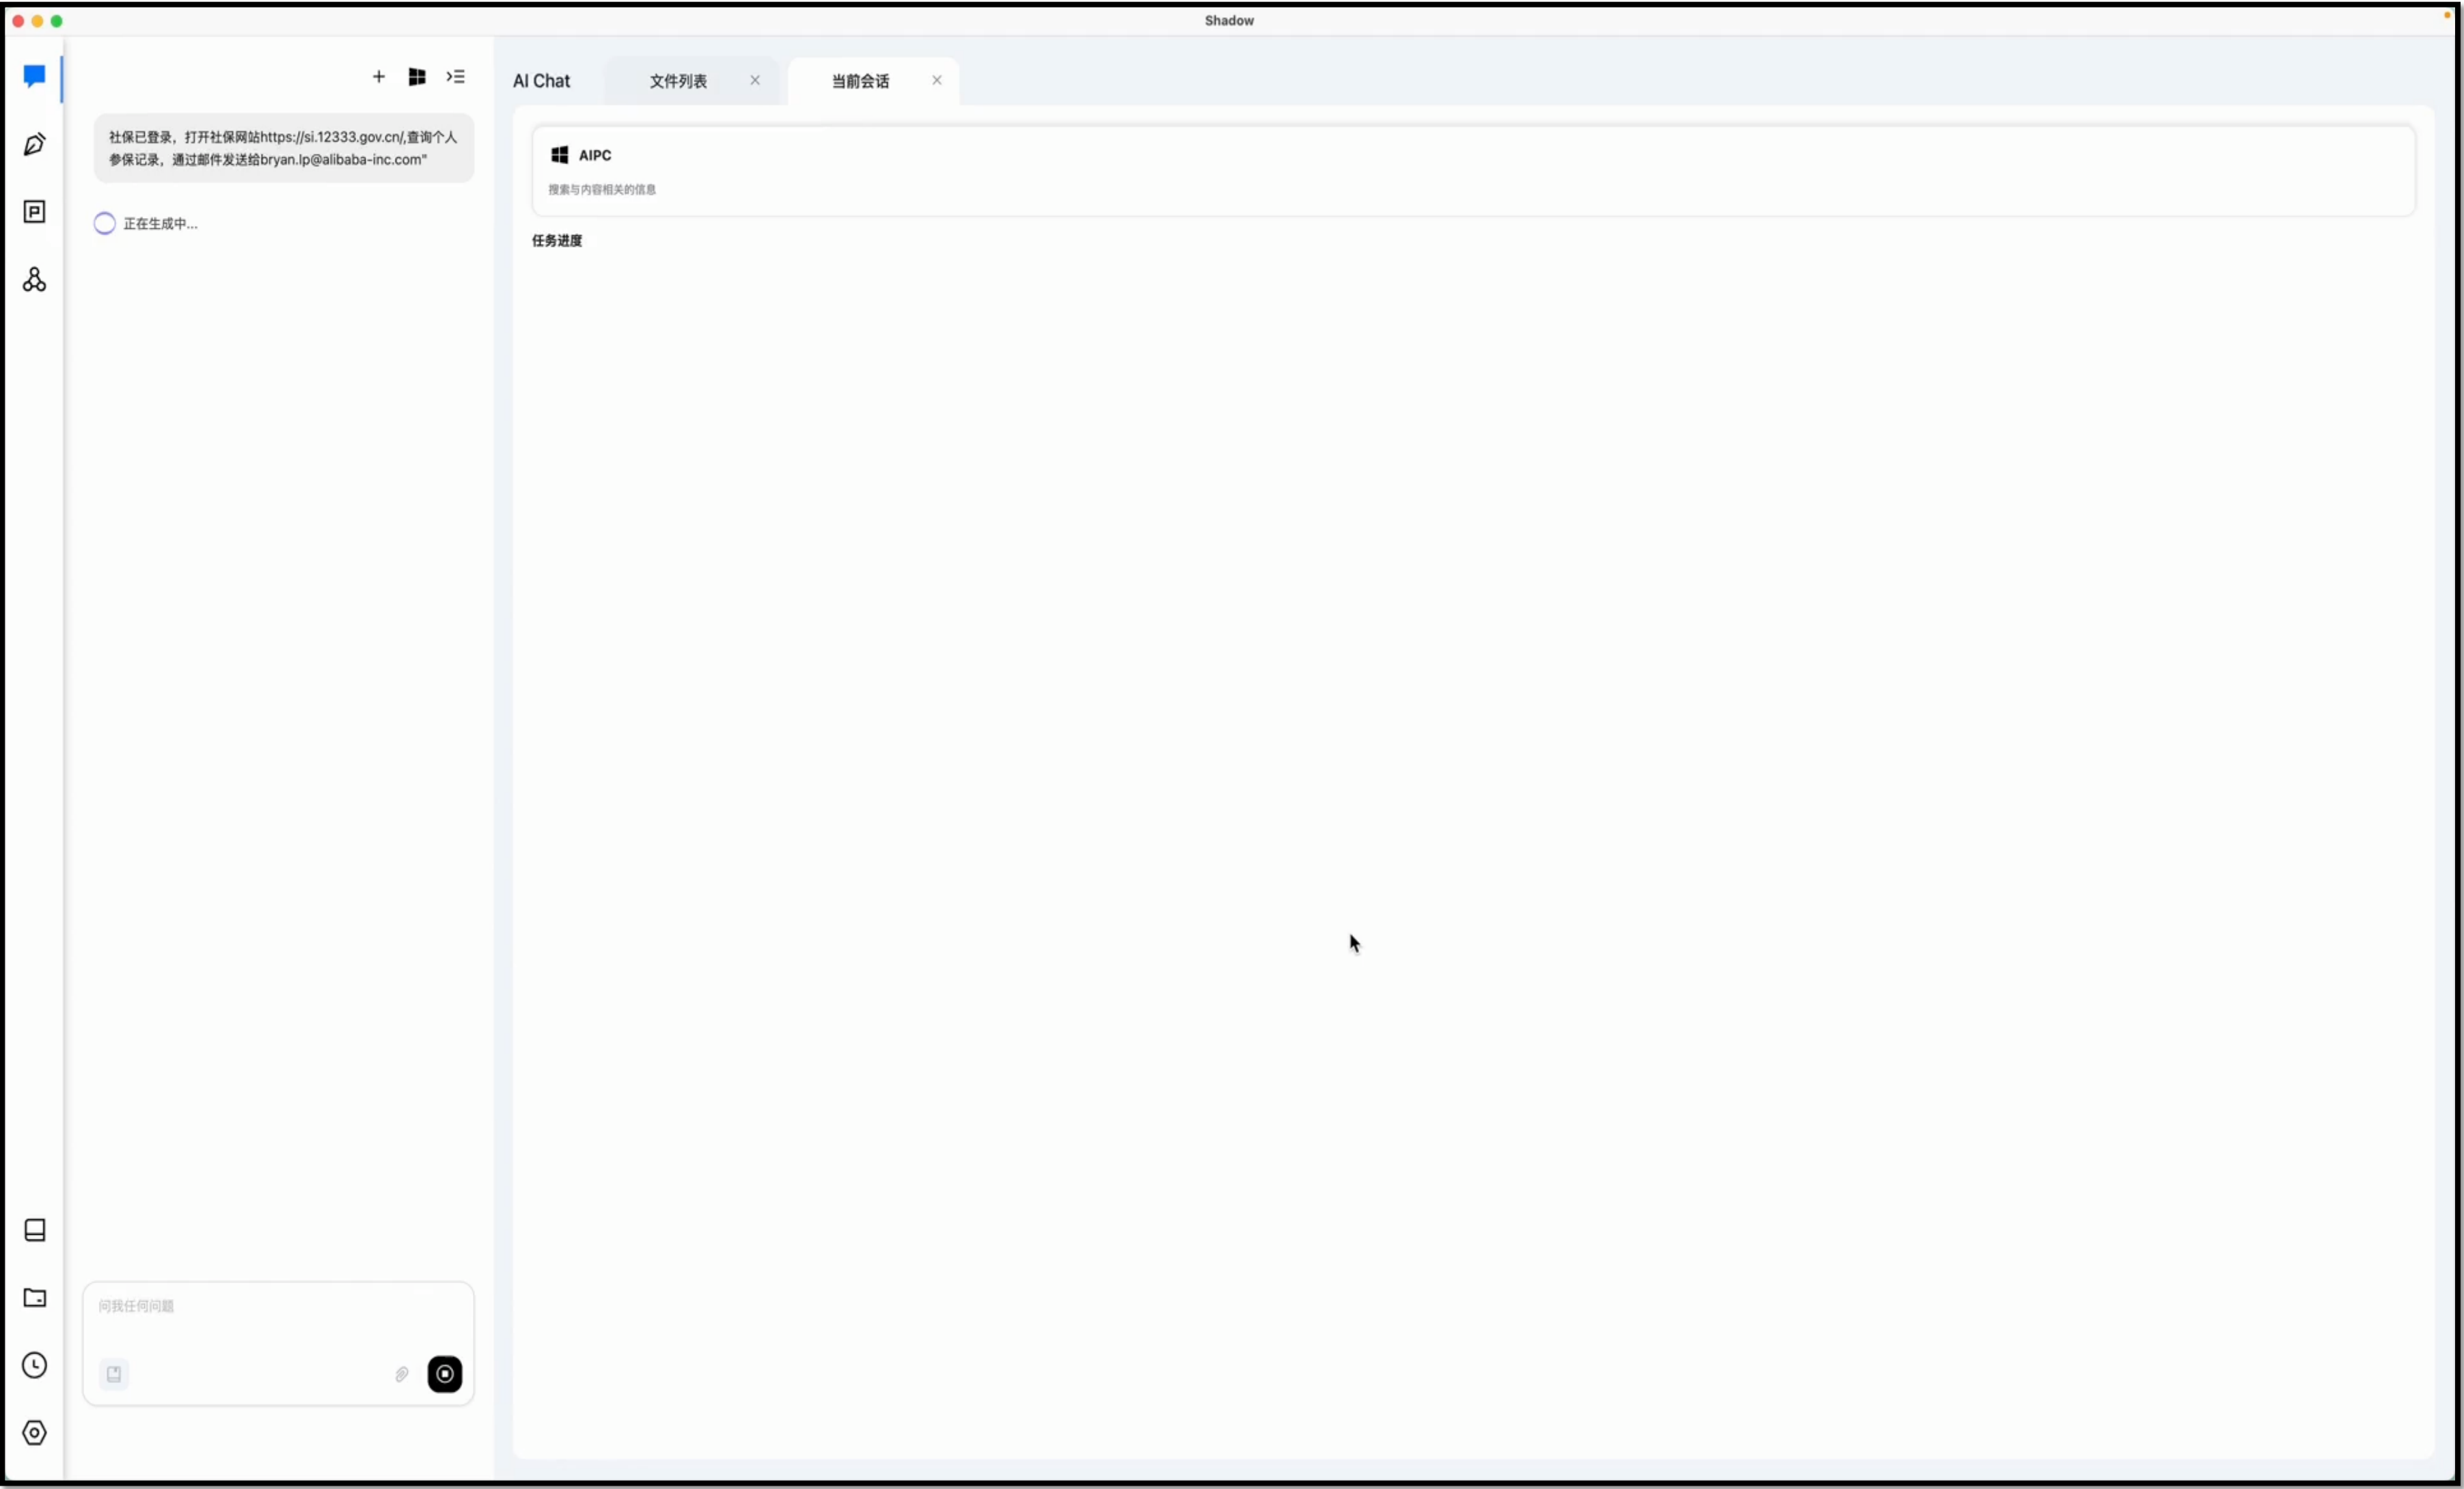 Shadow
AI Chat
文件列表
当前会话
社保已登录，打开社保网站https://si.12333.gov.cn/,查询个人
参保记录，通过邮件发送给bryan.lp@alibaba-inc.com"
正在生成中...
AIPC
搜索与内容相关的信息
任务进度
问我任何问题